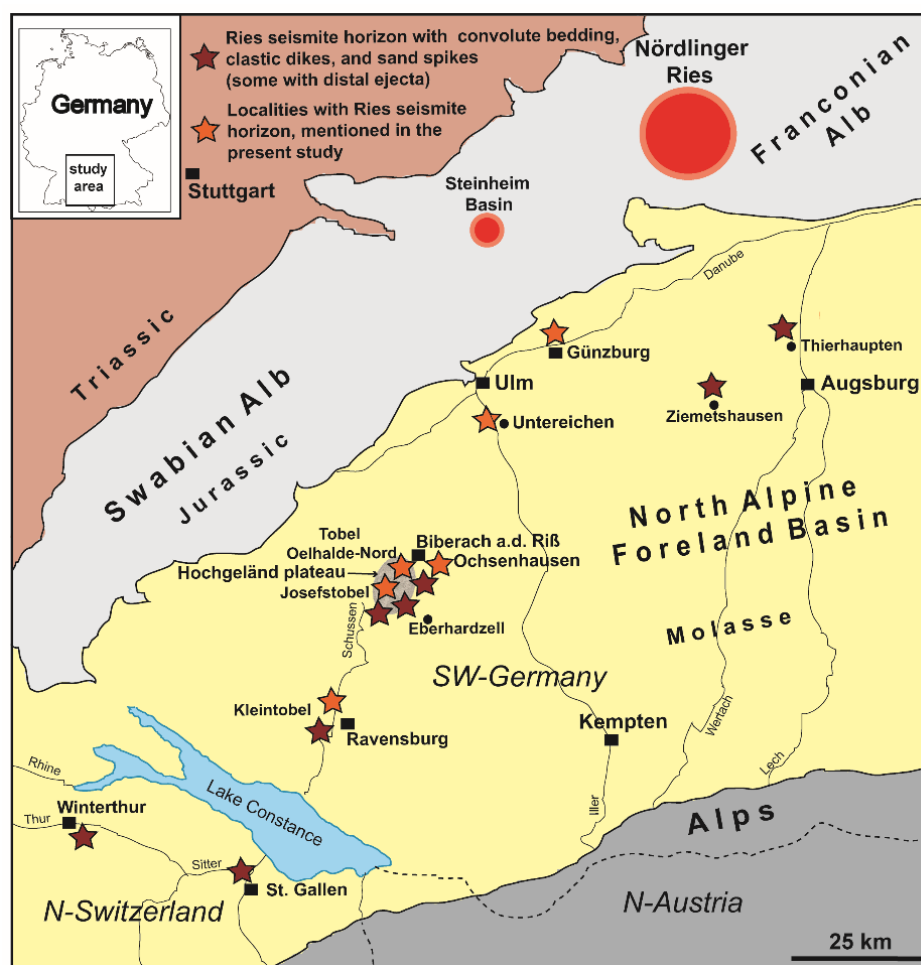 Germany
study
area
Ries seismite horizon with convolute bedding,
clastic dikes, and sand spikes
(some with distal ejecta)
Localities with Ries seismite
horizon, mentioned in the
present study
Stuttgart
Nördlinger
Ries
Franconian
Alb
Steinheim
Basin
Danube
Triassic
Swabian Alb
Jurassic
Günzburg
Thierhaupten
Ulm
Augsburg
Untereichen
Ziemetshausen
North Alpine
Foreland Basin
Molasse
Tobel
Oelhalde-Nord
Biberach a.d. Riß
Ochsenhausen
Hochgeländ plateau
Josefstobel
Eberhardzell
Schussen
SW-Germany
Kleintobel
Ravensburg
Kempten
Wertach
Lech
Iller
Rhine
Lake Constance
Winterthur
Thur
Sitter
St. Gallen
N-Switzerland
Alps
N-Austria
25 km